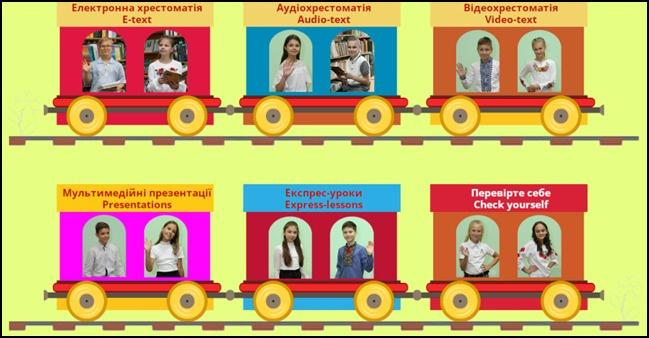 Електронна хрестоматія
E-text
Аудіохрестоматія
Audio-text
Відеохрестоматія
Video-text
Мультимедійні презентації
Presentations
Експрес-уроки
Express-lessons
Перевірте себе
Check yourself